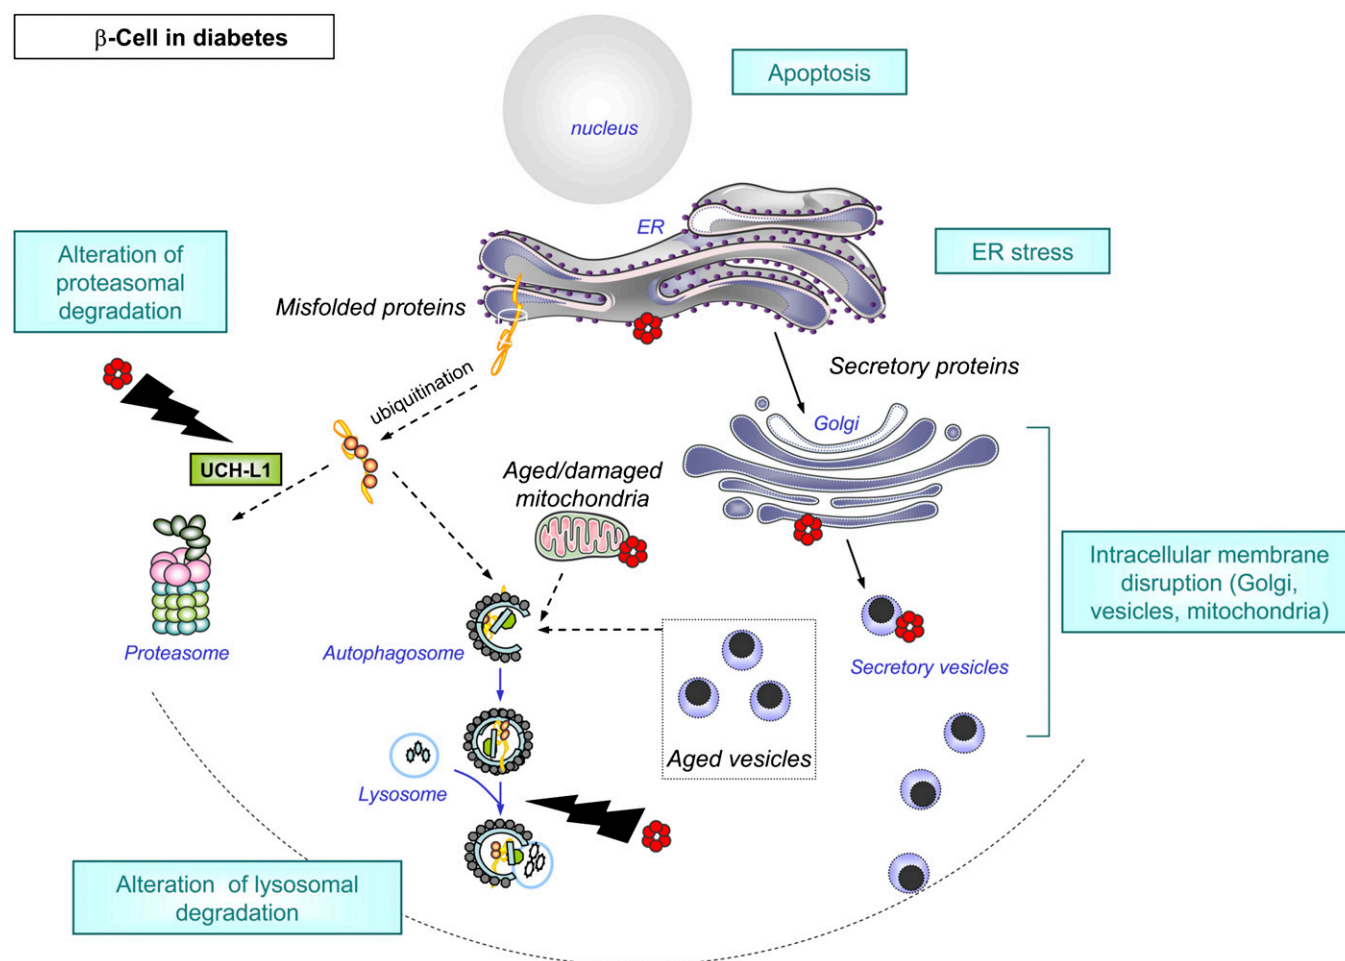 β-Cell in diabetes
Apoptosis
nucleus
ER
ER stress
Alteration of
proteasomal
degradation
Misfolded proteins
Secretory proteins
ubiquitination
Golgi
UCH-L1
Aged/damaged
mitochondria
Intracellular membrane
disruption (Golgi,
vesicles, mitochondria)
Proteasome
Autophagosome
Secretory vesicles
Aged vesicles
Lysosome
Alteration of lysosomal
degradation